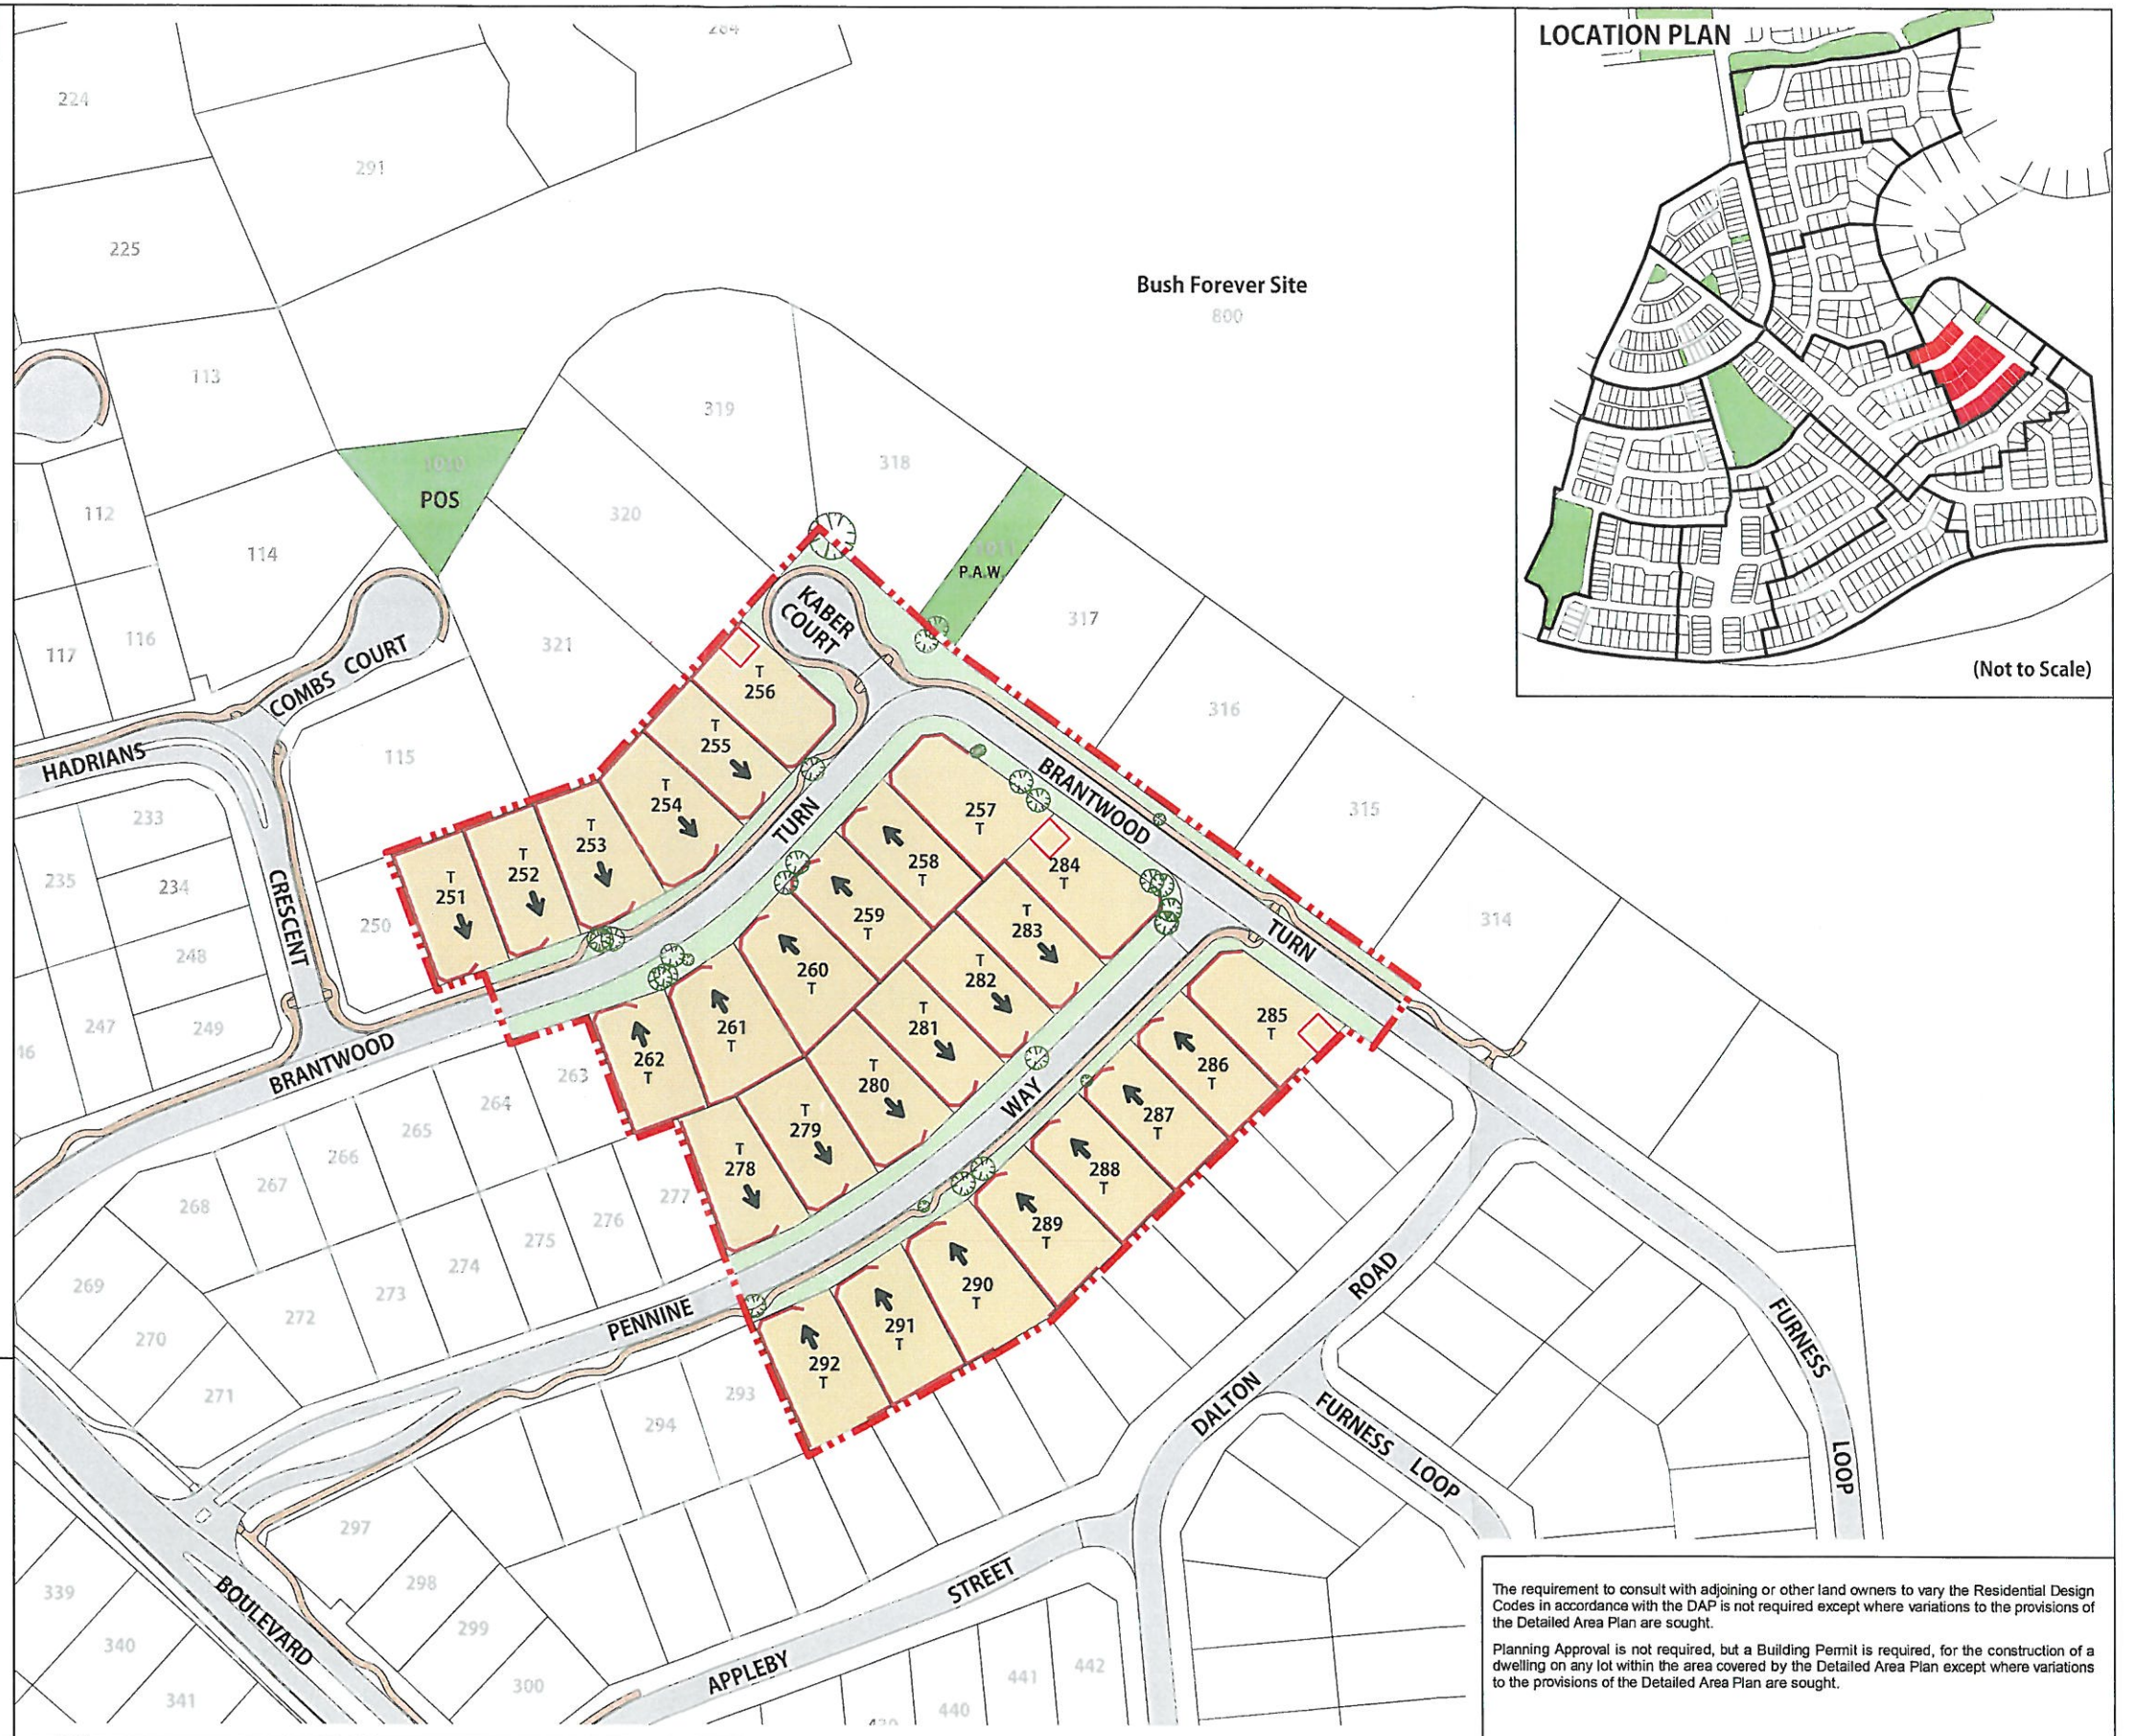 LOCATION PLAN
(Not to Scale)
224
291
225
113
Bush Forever Site
800
319
318
1010
POS
320
112
114
1011
P.A.W.
317
KABER
COURT
117
116
321
COMBS COURT
T
256
316
HADRIANS
115
T
255
BRANTWOOD
T
254
TURN
257
T
315
233
T
253
258
T
284
T
235
234
T
252
T
251
CRESCENT
259
T
T
283
314
250
TURN
248
260
T
T
282
247
249
261
T
T
281
285
T
262
T
BRANTWOOD
263
T
280
286
T
264
WAY
265
T
279
287
T
266
T
278
288
T
267
268
277
276
289
T
275
274
269
290
T
273
272
ROAD
270
PENNINE
291
T
FURNESS
292
T
271
293
294
DALTON
FURNESS
LOOP
LOOP
297
298
339
BOULEVARD
STREET
299
340
APPLEBY
300
341
441
442
440
The requirement to consult with adjoining or other land owners to vary the Residential Design
Codes in accordance with the DAP is not required except where variations to the provisions of
the Detailed Area Plan are sought.
Planning Approval is not required, but a Building Permit is required, for the construction of a
dwelling on any lot within the area covered by the Detailed Area Plan except where variations
to the provisions of the Detailed Area Plan are sought.